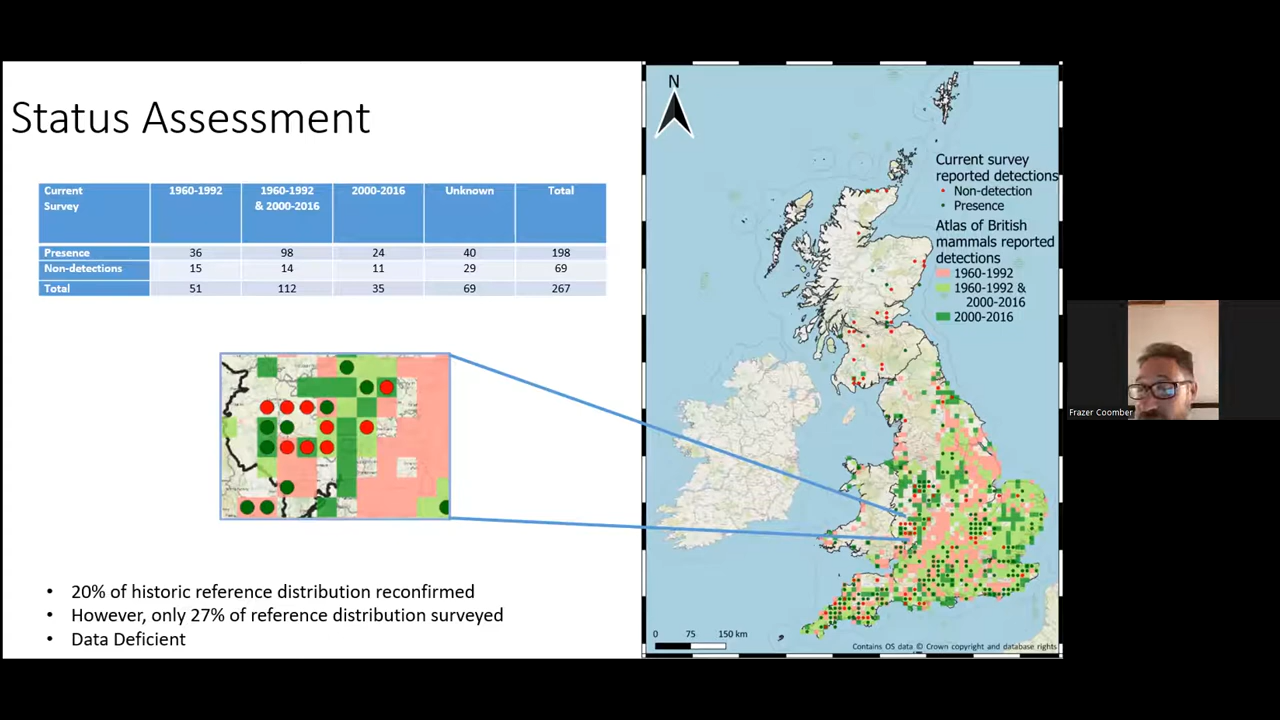 Status Assessment
Current Survey 1960-1992 1960-1992 & 2000-2016 2000-2016 Unknown Total
Presence 36 98 24 40 198
Non-detections 15 14 11 29 69
Total 51 112 35 69 267
20% of historic reference distribution reconfirmed
However, only 27% of reference distribution surveyed
Data Deficient
N
Current survey
reported detections
Non-detection
Presence
Atlas of British
mammals reported
detections
1960-1992
1960-1992 &
2000-2016
2000-2016
0 75 150 km
Contains OS data © Crown copyright and database rights
Frazer Coomber